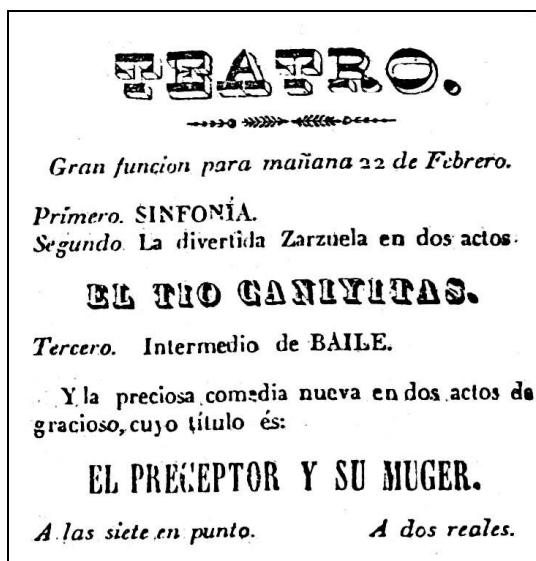 TEATRO.
Gran funcion para mañana 22 de Febrero.
Primero. SINFONÍA.
Segundo. La divertida Zarzuela en dos actos.
EL TIO CANIYITAS.
Tercero. Intermedio de BAILE.
Y la preciosa comedia nueva en dos actos de
gracioso, cuyo título és:
EL PRECEPTOR Y SU MUGER.
A las siete en punto. A dos reales.